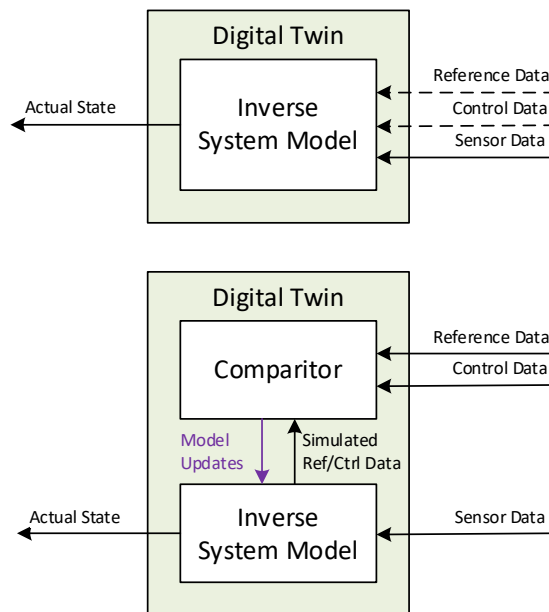 Digital Twin
Reference Data
Actual State
Inverse
System Model
Control Data
Sensor Data
Digital Twin
Comparitor
Reference Data
Control Data
Model
Updates
Simulated
Ref/Ctrl Data
Actual State
Inverse
System Model
Sensor Data